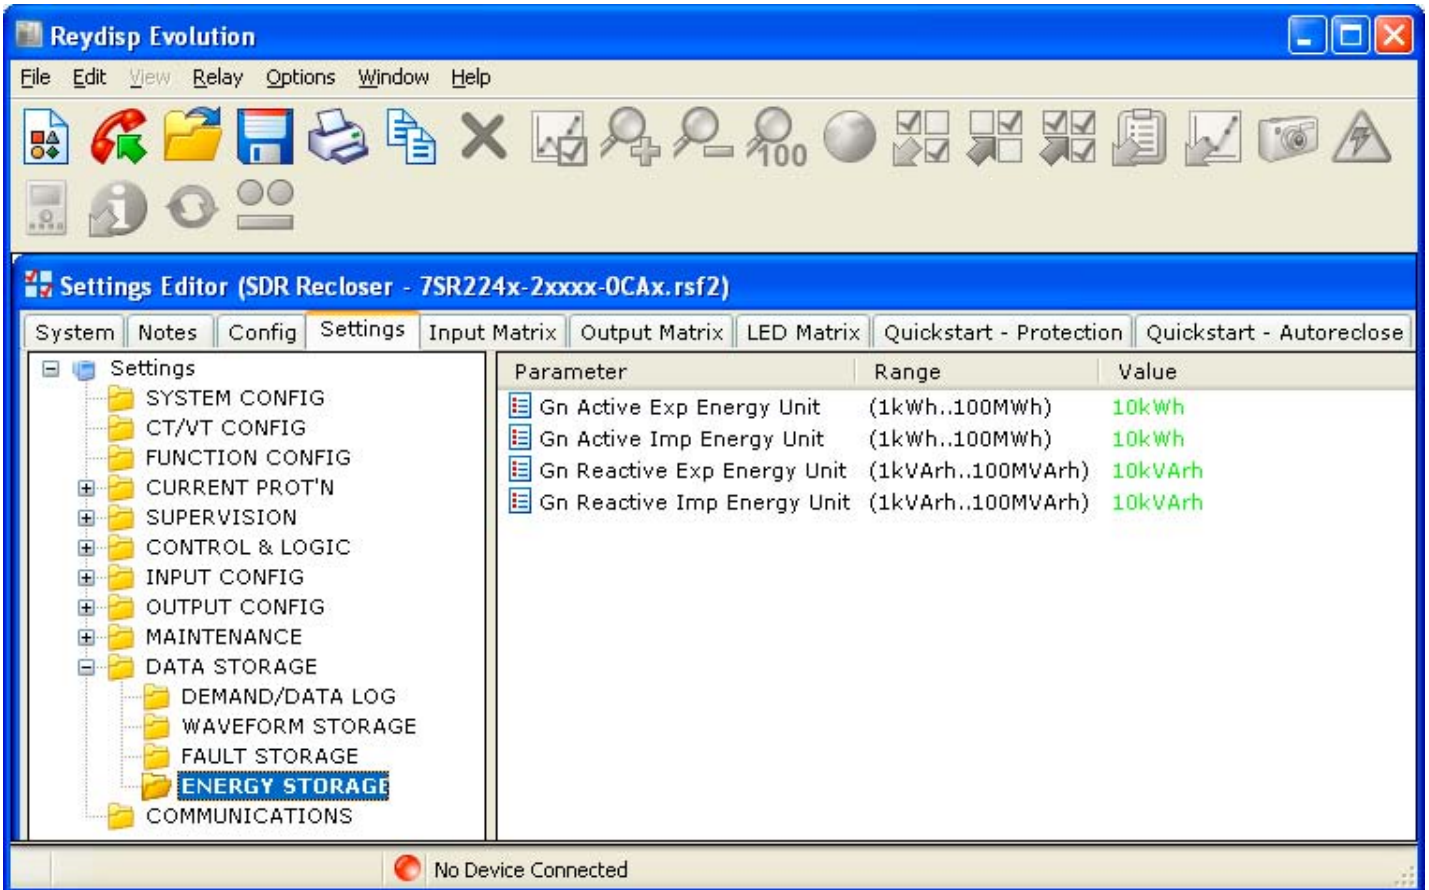 Reydisp Evolution
File Edit View Relay Options Window Help
100
Settings Editor (SDR Recloser - 7SR224x-2xxxx-0CAx.rsf2)
System Notes Config Settings Input Matrix Output Matrix LED Matrix Quickstart - Protection Quickstart - Autoreclose
Settings
SYSTEM CONFIG
CT/VT CONFIG
FUNCTION CONFIG
CURRENT PROT'N
SUPERVISION
CONTROL & LOGIC
INPUT CONFIG
OUTPUT CONFIG
MAINTENANCE
DATA STORAGE
DEMAND/DATA LOG
WAVEFORM STORAGE
FAULT STORAGE
ENERGY STORAGE
COMMUNICATIONS
Parameter Range Value
Gn Active Exp Energy Unit (1kWh..100MWh) 10kWh
Gn Active Imp Energy Unit (1kWh..100MWh) 10kWh
Gn Reactive Exp Energy Unit (1kVArh..100MVArh) 10kVArh
Gn Reactive Imp Energy Unit (1kVArh..100MVArh) 10kVArh
No Device Connected